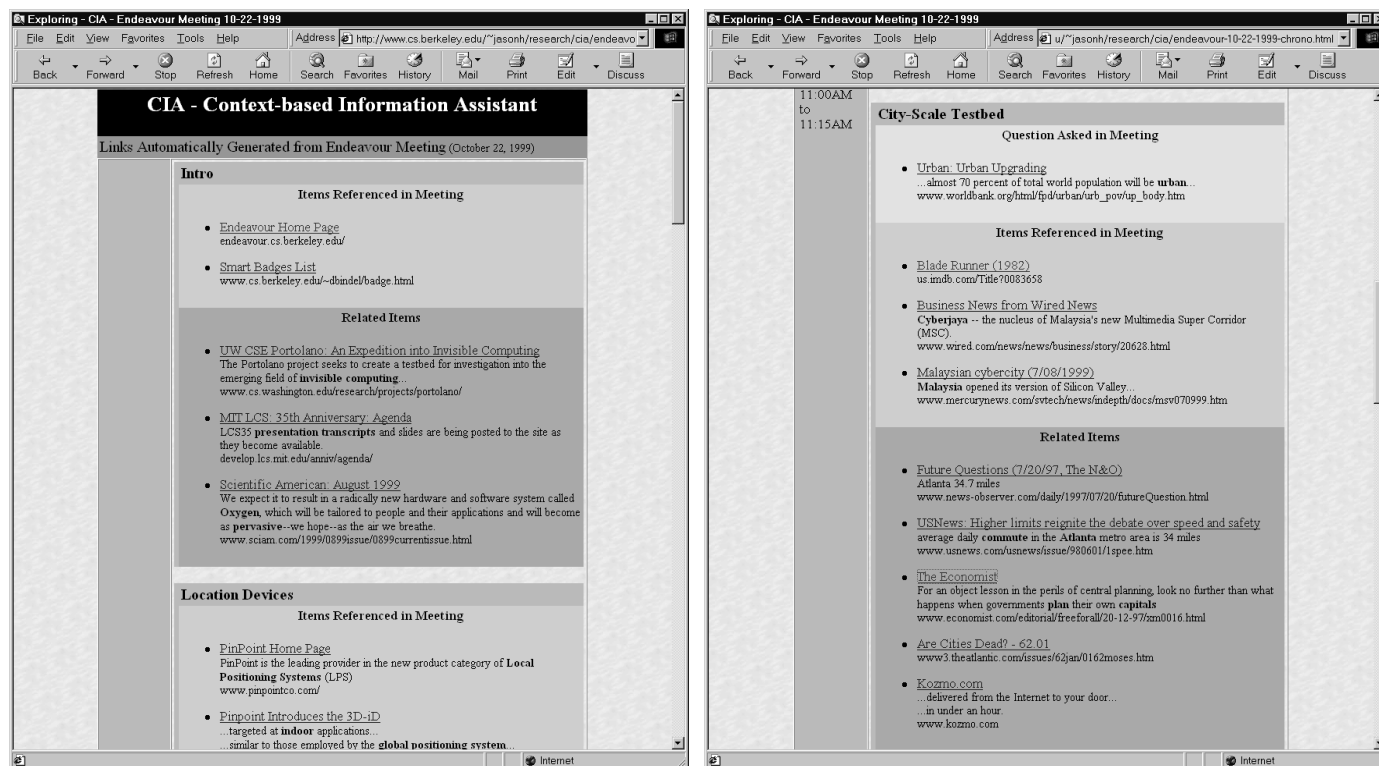 Exploring - CIA - Endeavour Meeting 10-22-1999
File Edit View Favorites Tools Help Address http://www.cs.berkeley.edu/~jasonh/research/cia/endeavo
Back Forward Stop Refresh Home Search Favorites History Mail Print Edit Discuss
CIA - Context-based Information Assistant
Links Automatically Generated from Endeavour Meeting (October 22, 1999)
Intro
Items Referenced in Meeting
• Endeavour Home Page
endeavour.cs.berkeley.edu/
• Smart Badges List
www.cs.berkeley.edu/~dbindel/badge.html
Related Items
• UW CSE Portolano: An Expedition into Invisible Computing
The Portolano project seeks to create a testbed for investigation into the
emerging field of invisible computing...
www.cs.washington.edu/research/projects/portolano/
• MIT LCS: 35th Anniversary: Agenda
LCS35 presentation transcripts and slides are being posted to the site as
they become available.
develop.lcs.mit.edu/anniv/agenda/
• Scientific American: August 1999
We expect it to result in a radically new hardware and software system called
Oxygen, which will be tailored to people and their applications and will become
as pervasive--we hope--as the air we breathe.
www.sciam.com/1999/0899issue/0899currentissue.html
Location Devices
Items Referenced in Meeting
• PinPoint Home Page
PinPoint is the leading provider in the new product category of Local
Positioning Systems (LPS)
www.pinpointco.com/
• Pinpoint Introduces the 3D-iD
...targeted at indoor applications...
...similar to those employed by the global positioning system...
Internet
Exploring - CIA - Endeavour Meeting 10-22-1999
File Edit View Favorites Tools Help Address u/~jasonh/research/cia/endeavour-10-22-1999-chrono.html
Back Forward Stop Refresh Home Search Favorites History Mail Print Edit Discuss
11:00AM
to
11:15AM
City-Scale Testbed
Question Asked in Meeting
• Urban: Urban Upgrading
...almost 70 percent of total world population will be urban...
www.worldbank.org/html/fpd/urban/urb_pov/up_body.htm
Items Referenced in Meeting
• Blade Runner (1982)
us.imdb.com/Title?0083658
• Business News from Wired News
Cyberjaya -- the nucleus of Malaysia's new Multimedia Super Corridor
(MSC).
www.wired.com/news/news/business/story/20628.html
• Malaysian cybercity (7/08/1999)
Malaysia opened its version of Silicon Valley...
www.mercurynews.com/svtech/news/indepth/docs/msv070999.htm
Related Items
• Future Questions (7/20/97, The N&O)
Atlanta 34.7 miles
www.news-observer.com/daily/1997/07/20/futureQuestion.html
• USNews: Higher limits reignite the debate over speed and safety
average daily commute in the Atlanta metro area is 34 miles
www.usnews.com/usnews/issue/980601/1spee.htm
• The Economist
For an object lesson in the perils of central planning, look no further than what
happens when governments plan their own capitals
www.economist.com/editorial/freeforall/20-12-97/xm0016.html
• Are Cities Dead? - 62.01
www3.theatlantic.com/issues/62jan/0162moses.htm
• Kozmo.com
...delivered from the Internet to your door...
...in under an hour.
www.kozmo.com
Internet